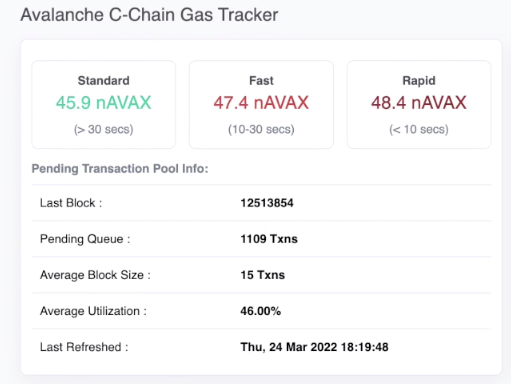 Avalanche C-Chain Gas Tracker
Standard Fast Rapid
45.9 nAVAX 47.4 nAVAX 48.4 nAVAX
(> 30 secs) (10-30 secs) (< 10 secs)
Pending Transaction Pool Info:
Last Block : 12513854
Pending Queue : 1109 Txns
Average Block Size : 15 Txns
Average Utilization : 46.00%
Last Refreshed : Thu, 24 Mar 2022 18:19:48